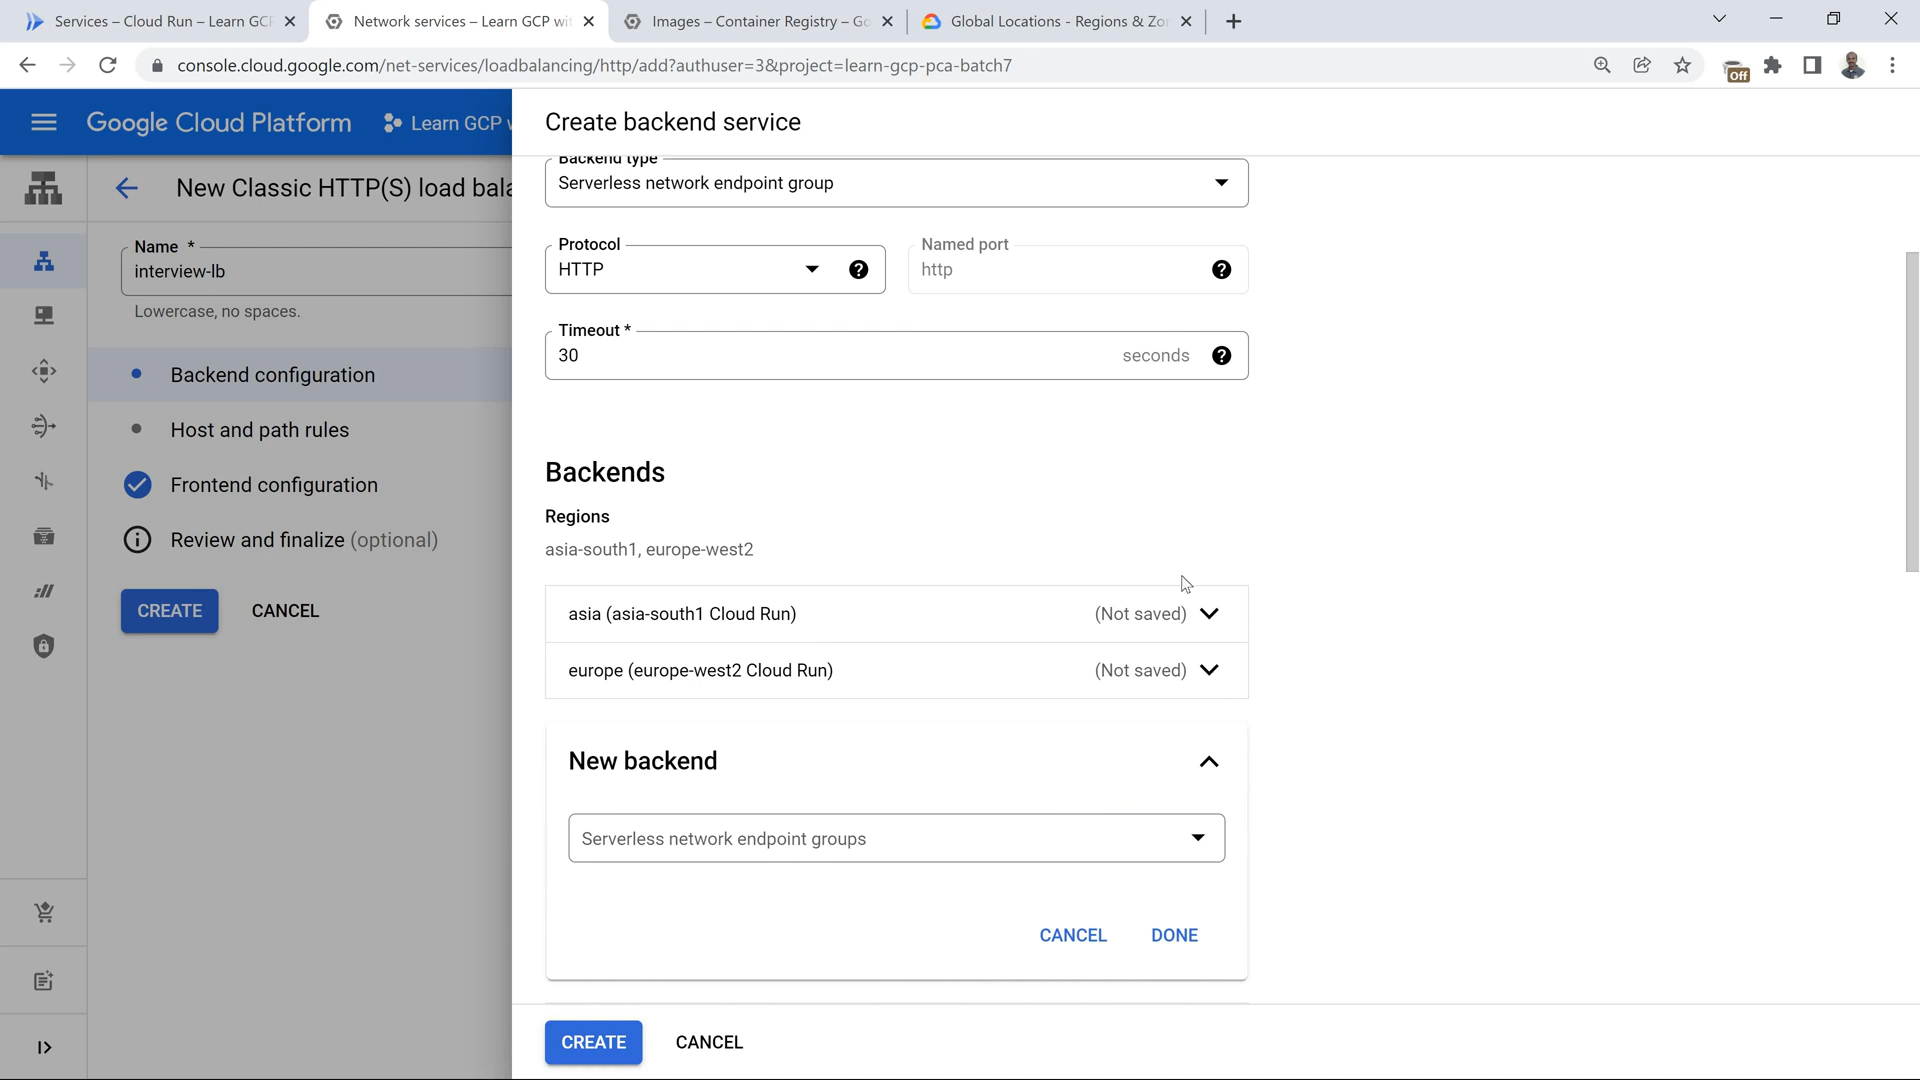 Services – Cloud Run – Learn GCP
Network services – Learn GCP wit
Images – Container Registry – Go
Global Locations - Regions & Zon
console.cloud.google.com/net-services/loadbalancing/http/add?authuser=3&project=learn-gcp-pca-batch7
Off
Google Cloud Platform
Learn GCP
Create backend service
New Classic HTTP(S) load bala
Name *
interview-lb
Lowercase, no spaces.
Backend configuration
Host and path rules
Frontend configuration
Review and finalize (optional)
CREATE
CANCEL
Backend type
Serverless network endpoint group
Protocol
HTTP
Named port
http
Timeout *
30
seconds
Backends
Regions
asia-south1, europe-west2
asia (asia-south1 Cloud Run)
(Not saved)
europe (europe-west2 Cloud Run)
(Not saved)
New backend
Serverless network endpoint groups
CANCEL
DONE
CREATE
CANCEL